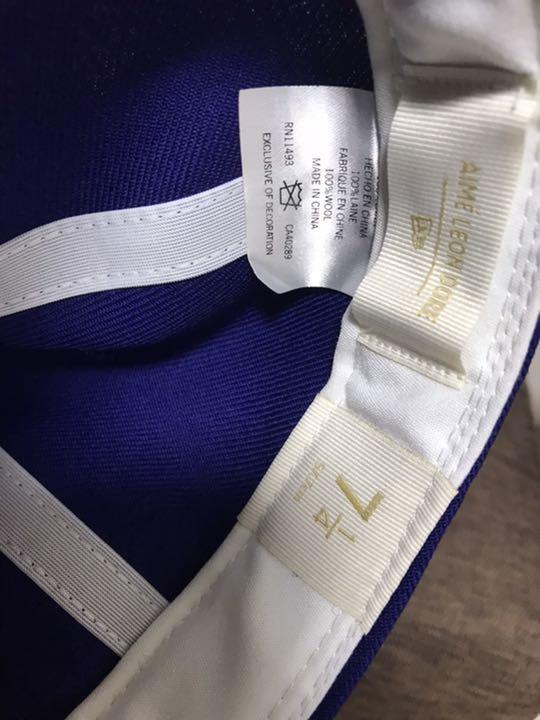 HECHO EN CHINA
100%LAINE
FABRIQUE EN CHINE
100%WOOL
MADE IN CHINA
RN11493 CA40289
EXCLUSIVE OF DECORATION
AIMÉ LEON DORE
7 1/4